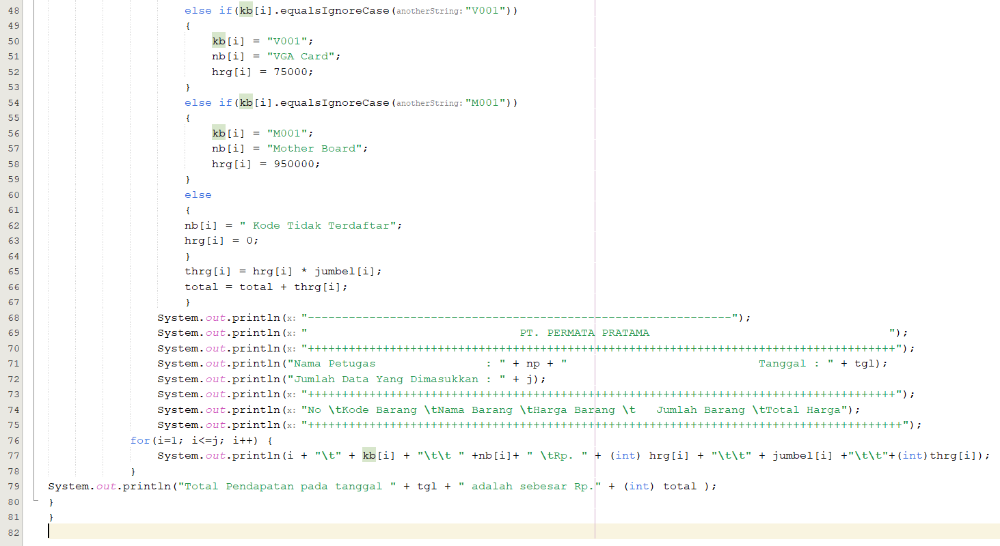 48 else if(kb[i].equalsIgnoreCase(anotherString:"V001"))
49 {
50 kb[i] = "V001";
51 nb[i] = "VGA Card";
52 hrg[i] = 75000;
53 }
54 else if(kb[i].equalsIgnoreCase(anotherString:"M001"))
55 {
56 kb[i] = "M001";
57 nb[i] = "Mother Board";
58 hrg[i] = 950000;
59 }
60 else
61 {
62 nb[i] = " Kode Tidak Terdaftar";
63 hrg[i] = 0;
64 }
65 thrg[i] = hrg[i] * jumbel[i];
66 total = total + thrg[i];
67 }
68 System.out.println(x: "--------------------------------------------------------------");
69 System.out.println(x: "                               PT. PERMATA PRATAMA                                   ");
70 System.out.println(x: "++++++++++++++++++++++++++++++++++++++++++++++++++++++++++++++++++++++++++++++++++++++");
71 System.out.println("Nama Petugas                : " + np + "                            Tanggal : " + tgl);
72 System.out.println("Jumlah Data Yang Dimasukkan : " + j);
73 System.out.println(x: "++++++++++++++++++++++++++++++++++++++++++++++++++++++++++++++++++++++++++++++++++++++");
74 System.out.println(x: "No \tKode Barang \tNama Barang \tHarga Barang \t   Jumlah Barang \tTotal Harga");
75 System.out.println(x: "+++++++++++++++++++++++++++++++++++++++++++++++++++++++++++++++++++++++++++++++++++++++");
76 for(i=1; i<=j; i++) {
77 System.out.println(i + "\t" + kb[i] + "\t\t " +nb[i]+ " \tRp. " + (int) hrg[i] + "\t\t" + jumbel[i] +"\t\t"+(int)thrg[i]);
78 }
79 System.out.println("Total Pendapatan pada tanggal " + tgl + " adalah sebesar Rp." + (int) total );
80 }
81 }
82